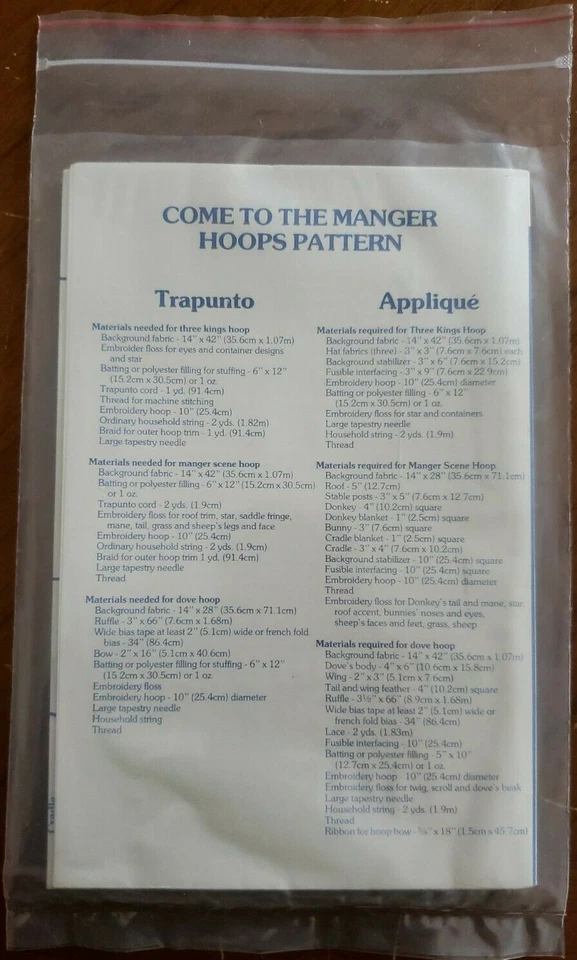 COME TO THE MANGER
HOOPS PATTERN
Trapunto
Materials needed for three kings hoop
Background fabric - 14" x 42" (35.6cm x 1.07m)
Embroider floss for eyes and container designs
and star
Batting or polyester filling for stuffing - 6" x 12"
(15.2cm x 30.5cm) or 1 oz.
Trapunto cord - 1 yd. (91.4cm)
Thread for machine stitching
Embroidery hoop - 10" (25.4cm)
Ordinary household string - 2 yds. (1.82m)
Braid for outer hoop trim - 1 yd. (91.4cm)
Large tapestry needle
Materials needed for manger scene hoop
Background fabric - 14" x 42" (35.6cm x 1.07m)
Batting or polyester filling - 6" x 12" (15.2cm x 30.5cm)
or 1 oz.
Trapunto cord - 2 yds. (1.9cm)
Embroidery floss for roof trim, star, saddle fringe,
mane, tail, grass and sheep's legs and face
Embroidery hoop - 10" (25.4cm)
Ordinary household string - 2 yds. (1.9cm)
Braid for outer hoop trim 1 yd. (91.4cm)
Large tapestry needle
Thread
Materials needed for dove hoop
Background fabric - 14" x 28" (35.6cm x 71.1cm)
Ruffle - 3" x 66" (7.6cm x 1.68m)
Wide bias tape at least 2" (5.1cm) wide or french fold
bias - 34" (86.4cm)
Bow - 2" x 16" (5.1cm x 40.6cm)
Batting or polyester filling for stuffing - 6" x 12"
(15.2cm x 30.5cm) or 1 oz.
Embroidery floss
Embroidery hoop - 10" (25.4cm) diameter
Large tapestry needle
Household string
Thread
Appliqué
Materials required for Three Kings Hoop
Background fabric - 14" x 42" (35.6cm x 1.07m)
Hat fabrics (three) - 3" x 3" (7.6cm x 7.6cm) each
Background stabilizer - 3" x 6" (7.6cm x 15.2cm)
Fusible interfacing - 3" x 9" (7.6cm x 22.9cm)
Embroidery hoop - 10" (25.4cm) diameter
Batting or polyester filling - 6" x 12"
(15.2cm x 30.5cm) or 1 oz.
Embroidery floss for star and containers
Large tapestry needle
Household string - 2 yds. (1.9m)
Thread
Materials required for Manger Scene Hoop
Background fabric - 14" x 28" (35.6cm x 71.1cm)
Roof - 5" (12.7cm)
Stable posts - 3" x 5" (7.6cm x 12.7cm)
Donkey - 4" (10.2cm) square
Donkey blanket - 1" (2.5cm) square
Bunny - 3" (7.6cm) square
Cradle blanket - 1" (2.5cm) square
Cradle - 3" x 4" (7.6cm x 10.2cm)
Background stabilizer - 10" (25.4cm) square
Fusible interfacing - 10" (25.4cm) square
Embroidery hoop - 10" (25.4cm) diameter
Thread
Embroidery floss for Donkey's tail and mane, star,
roof accent, bunnies' noses and eyes,
sheep's faces and feet, grass, sheep
Materials required for dove hoop
Background fabric - 14" x 42" (35.6cm x 1.07m)
Dove's body - 4" x 6" (10.6cm x 15.8cm)
Wing - 2" x 3" (5.1cm x 7.6cm)
Tail and wing feather - 4" (10.2cm) square
Ruffle - 3½" x 66" (8.9cm x 1.68m)
Wide bias tape at least 2" (5.1cm) wide or
french fold bias - 34" (86.4cm)
Lace - 2 yds. (1.83m)
Fusible interfacing - 10" (25.4cm)
Batting or polyester filling - 5" x 10"
(12.7cm x 25.4cm) or 1 oz.
Embroidery hoop - 10" (25.4cm) diameter
Embroidery floss for twig, scroll and dove's beak
Large tapestry needle
Household string - 2 yds. (1.9m)
Thread
Ribbon for hoop bow - ⅝" x 18" (1.5cm x 45.7cm)
Cradle